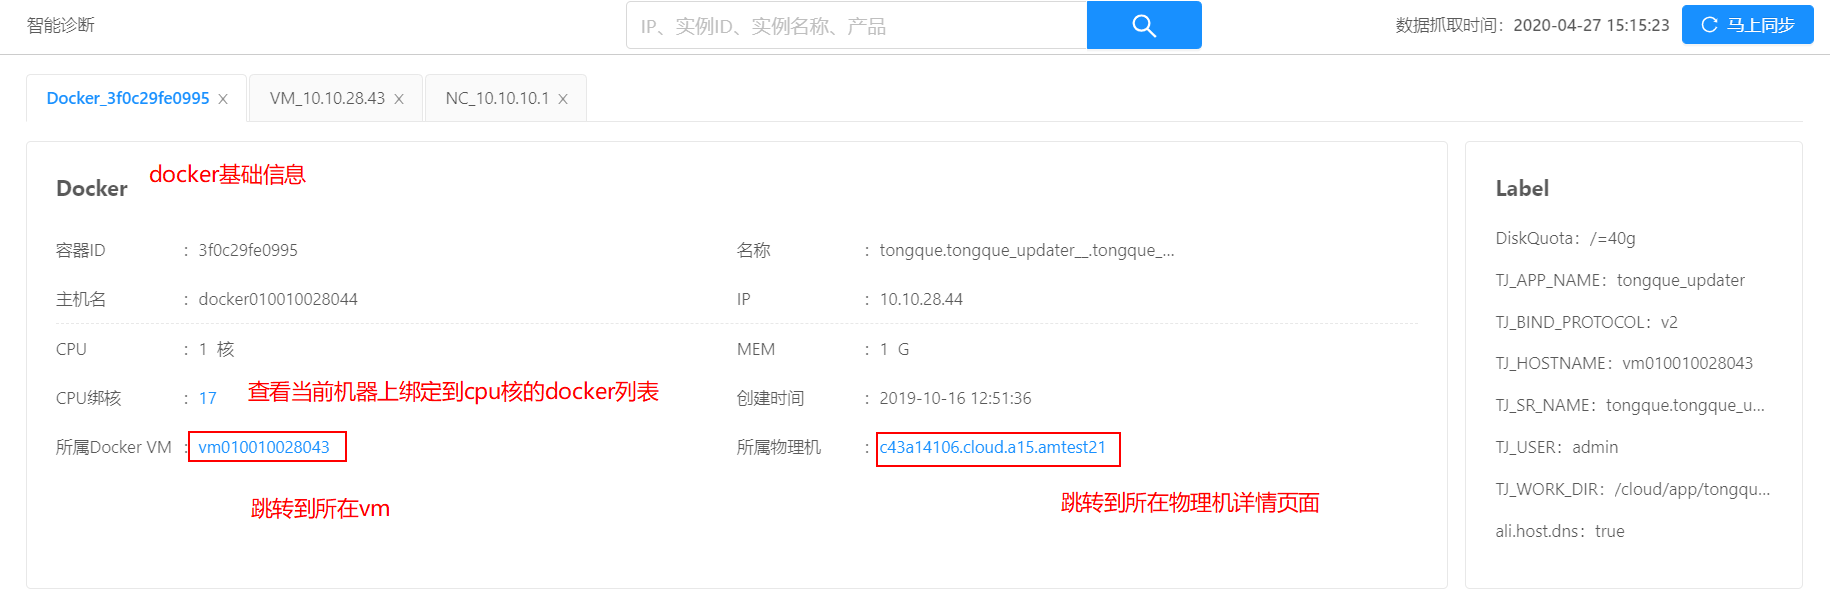 智能诊断
IP、实例ID、实例名称、产品
数据抓取时间：2020-04-27 15:15:23
马上同步
Docker_3f0c29fe0995 x
VM_10.10.28.43 x
NC_10.10.10.1 x
Docker
docker基础信息
容器ID : 3f0c29fe0995
名称 : tongque.tongque_updater__.tongque_...
主机名 : docker010010028044
IP : 10.10.28.44
CPU : 1 核
MEM : 1 G
CPU绑核 : 17
查看当前机器上绑定到cpu核的docker列表
创建时间 : 2019-10-16 12:51:36
所属Docker VM : vm010010028043
所属物理机 : c43a14106.cloud.a15.amtest21
跳转到所在vm
跳转到所在物理机详情页面
Label
DiskQuota：/=40g
TJ_APP_NAME：tongque_updater
TJ_BIND_PROTOCOL：v2
TJ_HOSTNAME：vm010010028043
TJ_SR_NAME：tongque.tongque_u...
TJ_USER：admin
TJ_WORK_DIR：/cloud/app/tongqu...
ali.host.dns：true